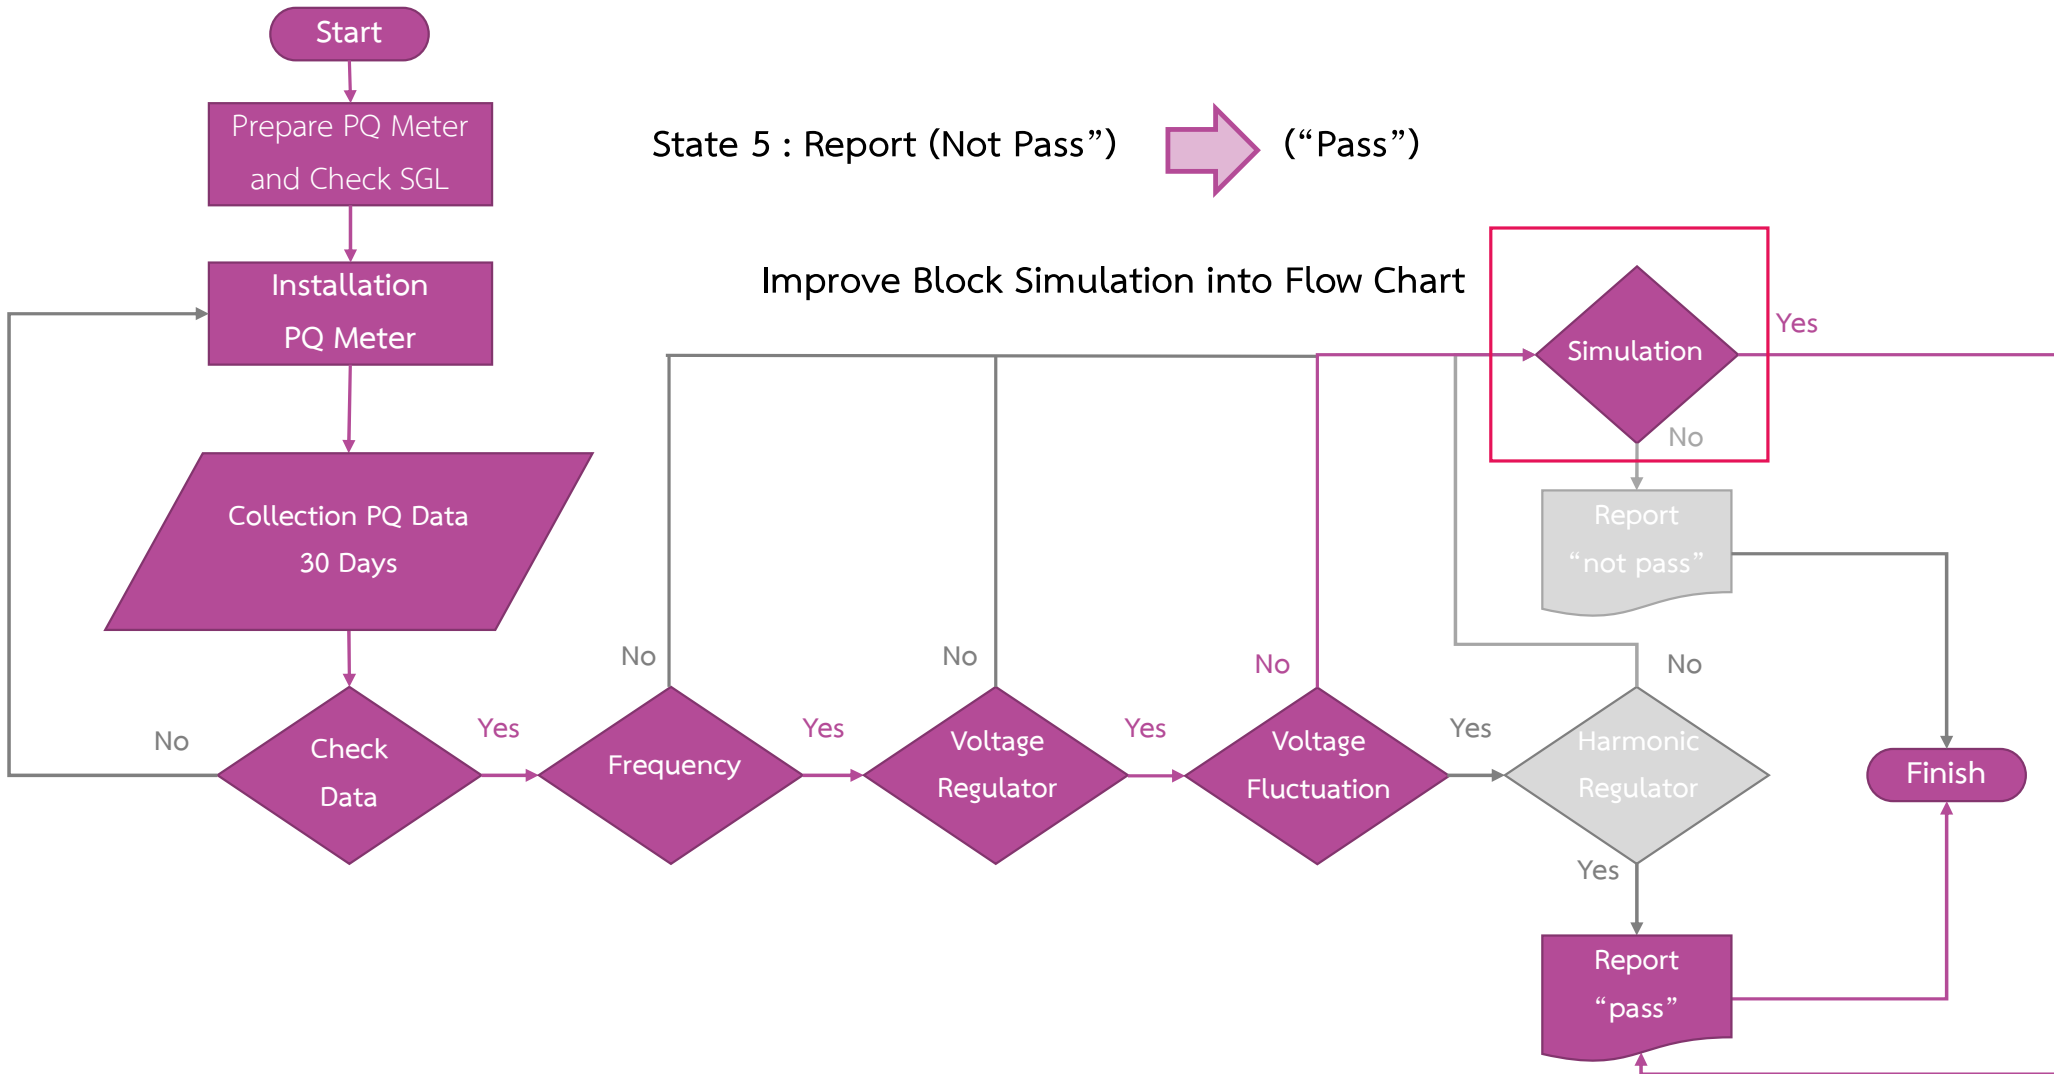 Start
Prepare PQ Meter
and Check SGL
State 5 : Report (Not Pass”)
(“Pass”)
Installation
PQ Meter
Improve Block Simulation into Flow Chart
Simulation
Yes
No
Collection PQ Data
30 Days
Report
“not pass”
No
Check
Data
Yes
No
Frequency
Yes
No
Voltage
Regulator
Yes
No
Voltage
Fluctuation
Yes
No
Harmonic
Regulator
Yes
Finish
Report
“pass”